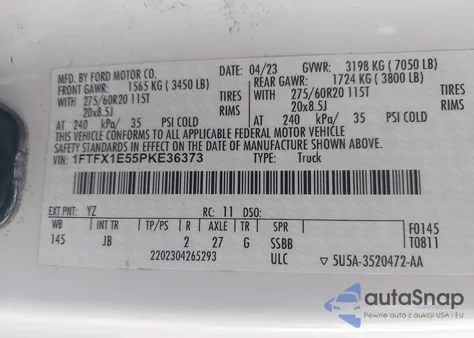 MFD. BY FORD MOTOR CO. 04/23 GVWR: 3198 KG ( 7050 LB)
FRONT GAWR: 1565 KG ( 3450 LB) REAR GAWR: 1724 KG ( 3800 LB)
WITH 275/60R20 115T TIRES WITH 275/60R20 115T TIRES
20x8.5J RIMS 20x8.5J RIMS
AT 240 kPa/ 35 PSI COLD AT 240 kPa/ 35 PSI COLD
THIS VEHICLE CONFORMS TO ALL APPLICABLE FEDERAL MOTOR VEHICLE
SAFETY STANDARDS IN EFFECT ON THE DATE OF MANUFACTURE SHOWN ABOVE.
VIN: 1FTFX1E55PKE36373 TYPE: Truck
EXT PNT: YZ RC: 11 DSO:
WB INT TR TP/PS R AXLE TR SPR F0145
145 JB 2 27 G SSBB T0811
2202304265293 ULC ▽ 5U5A-3520472-AA
autoSnap
USA - USED CARS - EU